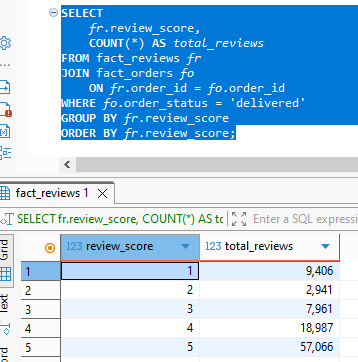 SELECT
fr.review_score,
COUNT(*) AS total_reviews
FROM fact_reviews fr
JOIN fact_orders fo
ON fr.order_id = fo.order_id
WHERE fo.order_status = 'delivered'
GROUP BY fr.review_score
ORDER BY fr.review_score;
fact_reviews 1
SELECT fr.review_score, COUNT(*) AS to
Enter a SQL expressi
Grid
Text
123 review_score 123 total_reviews
1 1 9,406
2 2 2,941
3 3 7,961
4 4 18,987
5 5 57,066